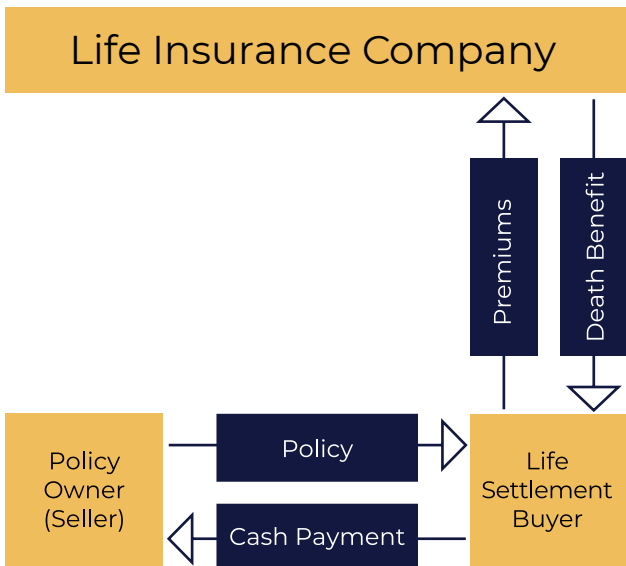 Life Insurance Company
Premiums
Death Benefit
Policy
Owner
(Seller)
Policy
Cash Payment
Life
Settlement
Buyer